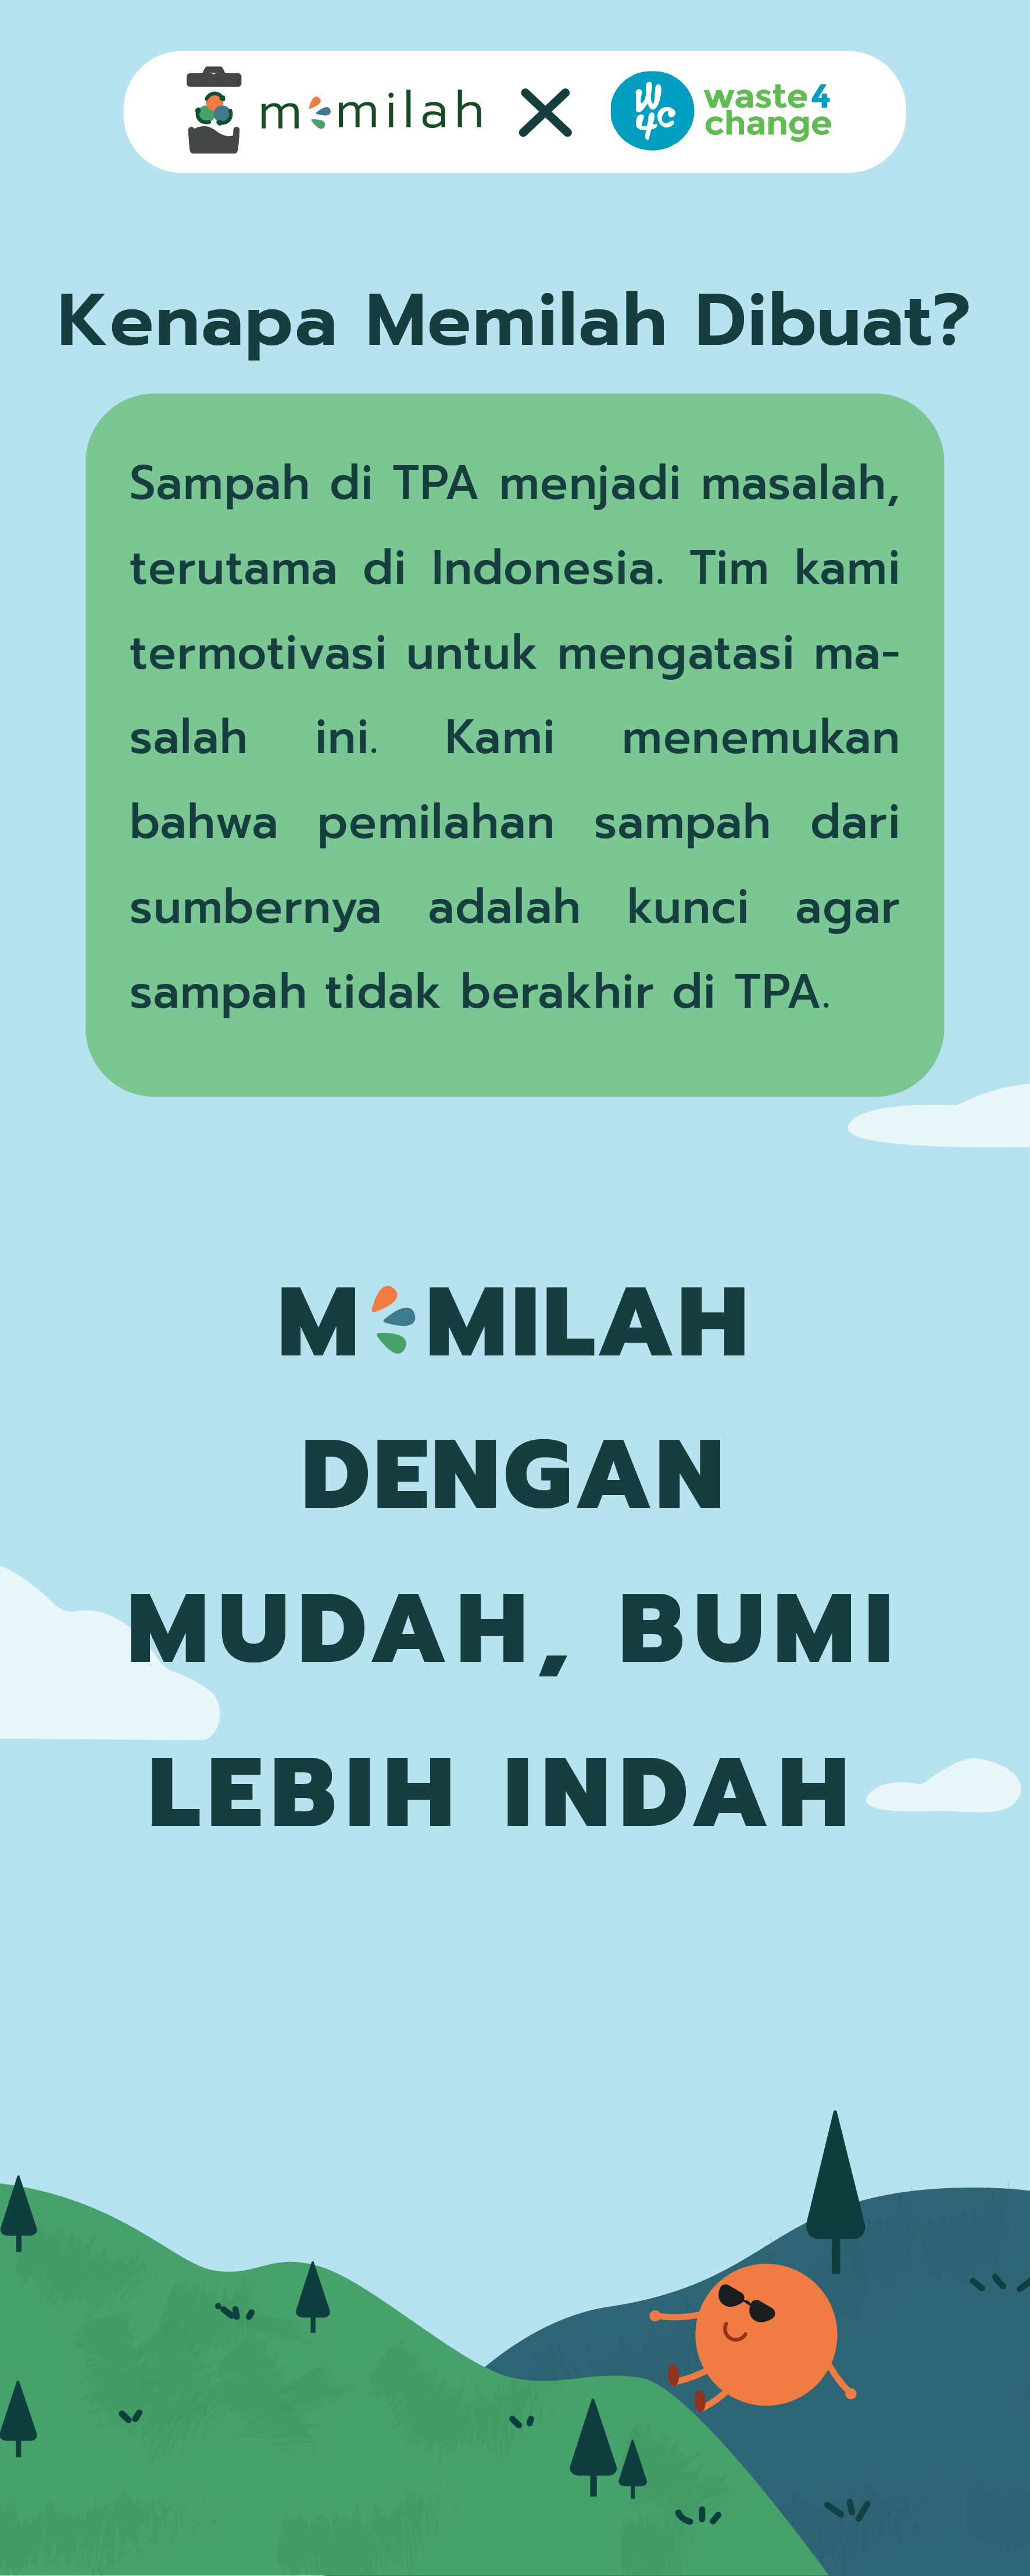 memilah
X
W4C
waste4
change
Kenapa Memilah Dibuat?
Sampah di TPA menjadi masalah,
terutama di Indonesia. Tim kami
termotivasi untuk mengatasi ma-
salah ini. Kami menemukan
bahwa pemilahan sampah dari
sumbernya adalah kunci agar
sampah tidak berakhir di TPA.
MEMILAH
DENGAN
MUDAH, BUMI
LEBIH INDAH